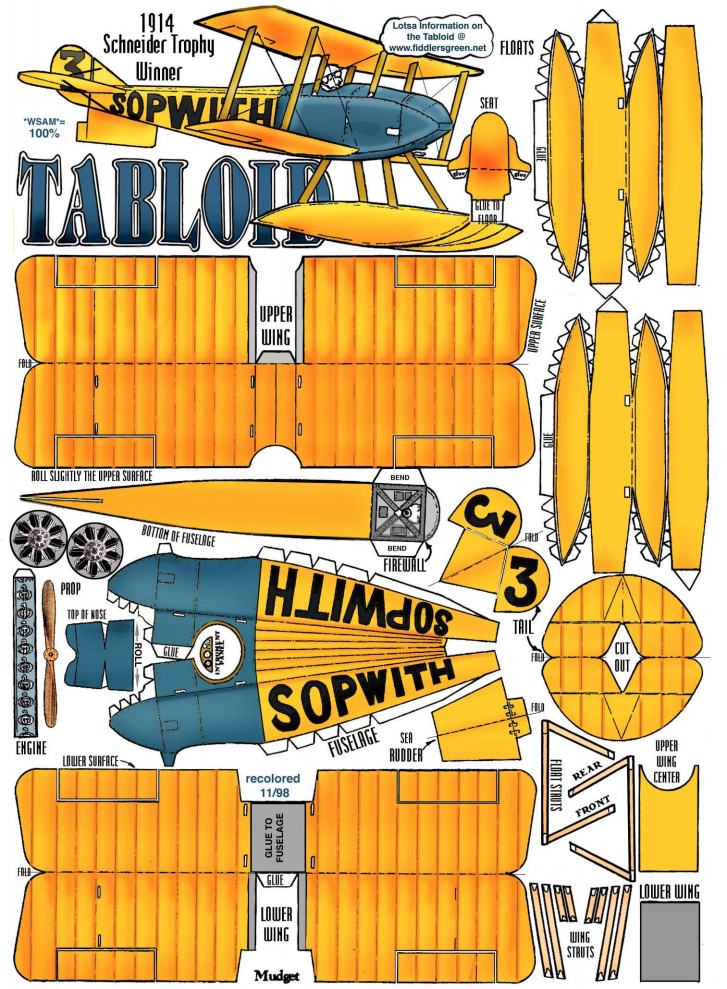 1914
Schneider Trophy
Winner
Lotsa Information on
the Tabloid @
www.fiddlersgreen.net
FLOATS
3
SOPWITH
*WSAM*=
100%
SEAT
GLUE
GLUE
GLUE TO
FLOOR
GLUE
TABLOID
UPPER
WING
UPPER SURFACE
FOLD
GLUE
ROLL SLIGHTLY THE UPPER SURFACE
BEND
BOTTOM OF FUSELAGE
BEND
FIREWALL
3
FOLD
3
PROP
TOP OF NOSE
ROLL
GLUE
SOPWITH
SOPWITH
TAIL
FOLD
CUT
OUT
FOLD
ENGINE
FUSELAGE
SEA
RUDDER
LOWER SURFACE
recolored
11/98
GLUE TO
FUSELAGE
FLOAT STRUTS
REAR
FRONT
UPPER
WING
CENTER
FOLD
GLUE
LOWER
WING
WING
STRUTS
LOWER WING
Mudget